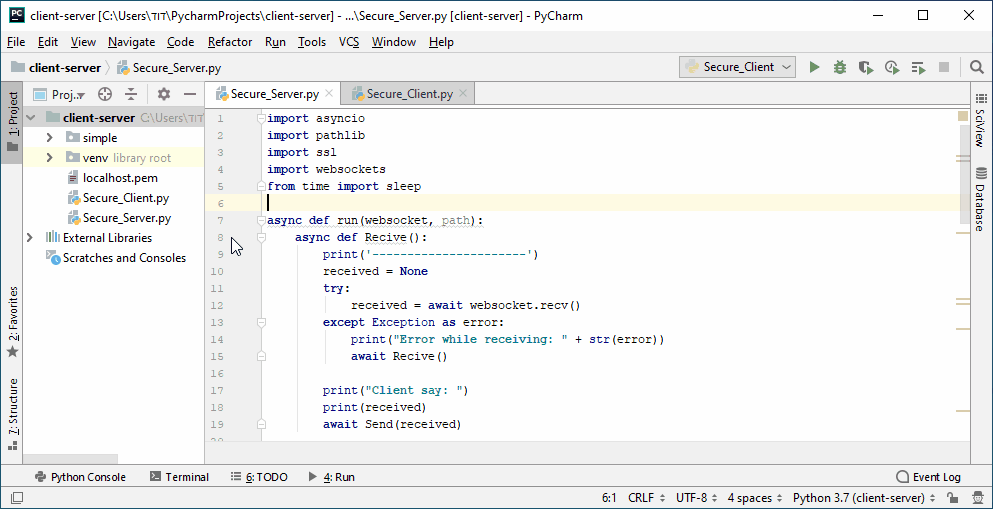 PC client-server [C:\Users\דוד\PycharmProjects\client-server] - ...\Secure_Server.py [client-server] - PyCharm
File Edit View Navigate Code Refactor Run Tools VCS Window Help
client-server Secure_Server.py Secure_Client
1: Project
Proj..
Secure_Server.py Secure_Client.py
client-server C:\Users\
simple
venv library root
localhost.pem
Secure_Client.py
Secure_Server.py
External Libraries
Scratches and Consoles
2: Favorites
7: Structure
1 import asyncio
2 import pathlib
3 import ssl
4 import websockets
5 from time import sleep
6
7 async def run(websocket, path):
8 async def Recive():
9 print('----------------------')
10 received = None
11 try:
12 received = await websocket.recv()
13 except Exception as error:
14 print("Error while receiving: " + str(error))
15 await Recive()
16
17 print("Client say: ")
18 print(received)
19 await Send(received)
20
SciView
Database
Python Console Terminal 6: TODO 4: Run Event Log
6:1 CRLF UTF-8 4 spaces Python 3.7 (client-server)